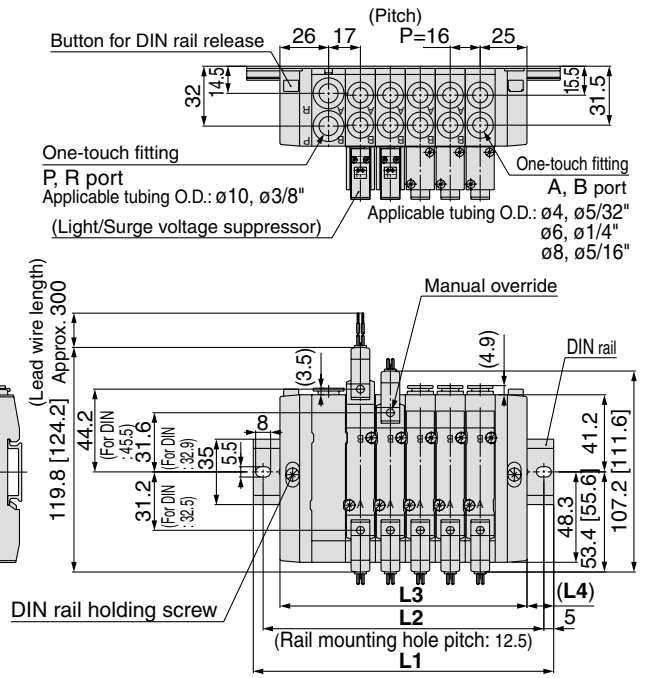 (Pitch)
26 17 P=16 25
Button for DIN rail release
32
14.5
15.5
31.5
R A A A A A
P B B B B B
One-touch fitting
P, R port
Applicable tubing O.D.: ø10, ø3/8"
(Light/Surge voltage suppressor)
One-touch fitting
A, B port
Applicable tubing O.D.: ø4, ø5/32"
ø6, ø1/4"
ø8, ø5/16"
(Lead wire length)
Approx. 300
Manual override
DIN rail
(3.5)
(4.9)
119.8 [124.2]
44.2
(For DIN
:45.5)
31.6
(For DIN
:32.9)
8
35
5.5
31.2
(For DIN
:32.5)
B B B B B
A A A A A
41.2
48.3
53.4 [55.6]
107.2 [111.6]
DIN rail holding screw
L3
(L4)
L2
5
(Rail mounting hole pitch: 12.5)
L1